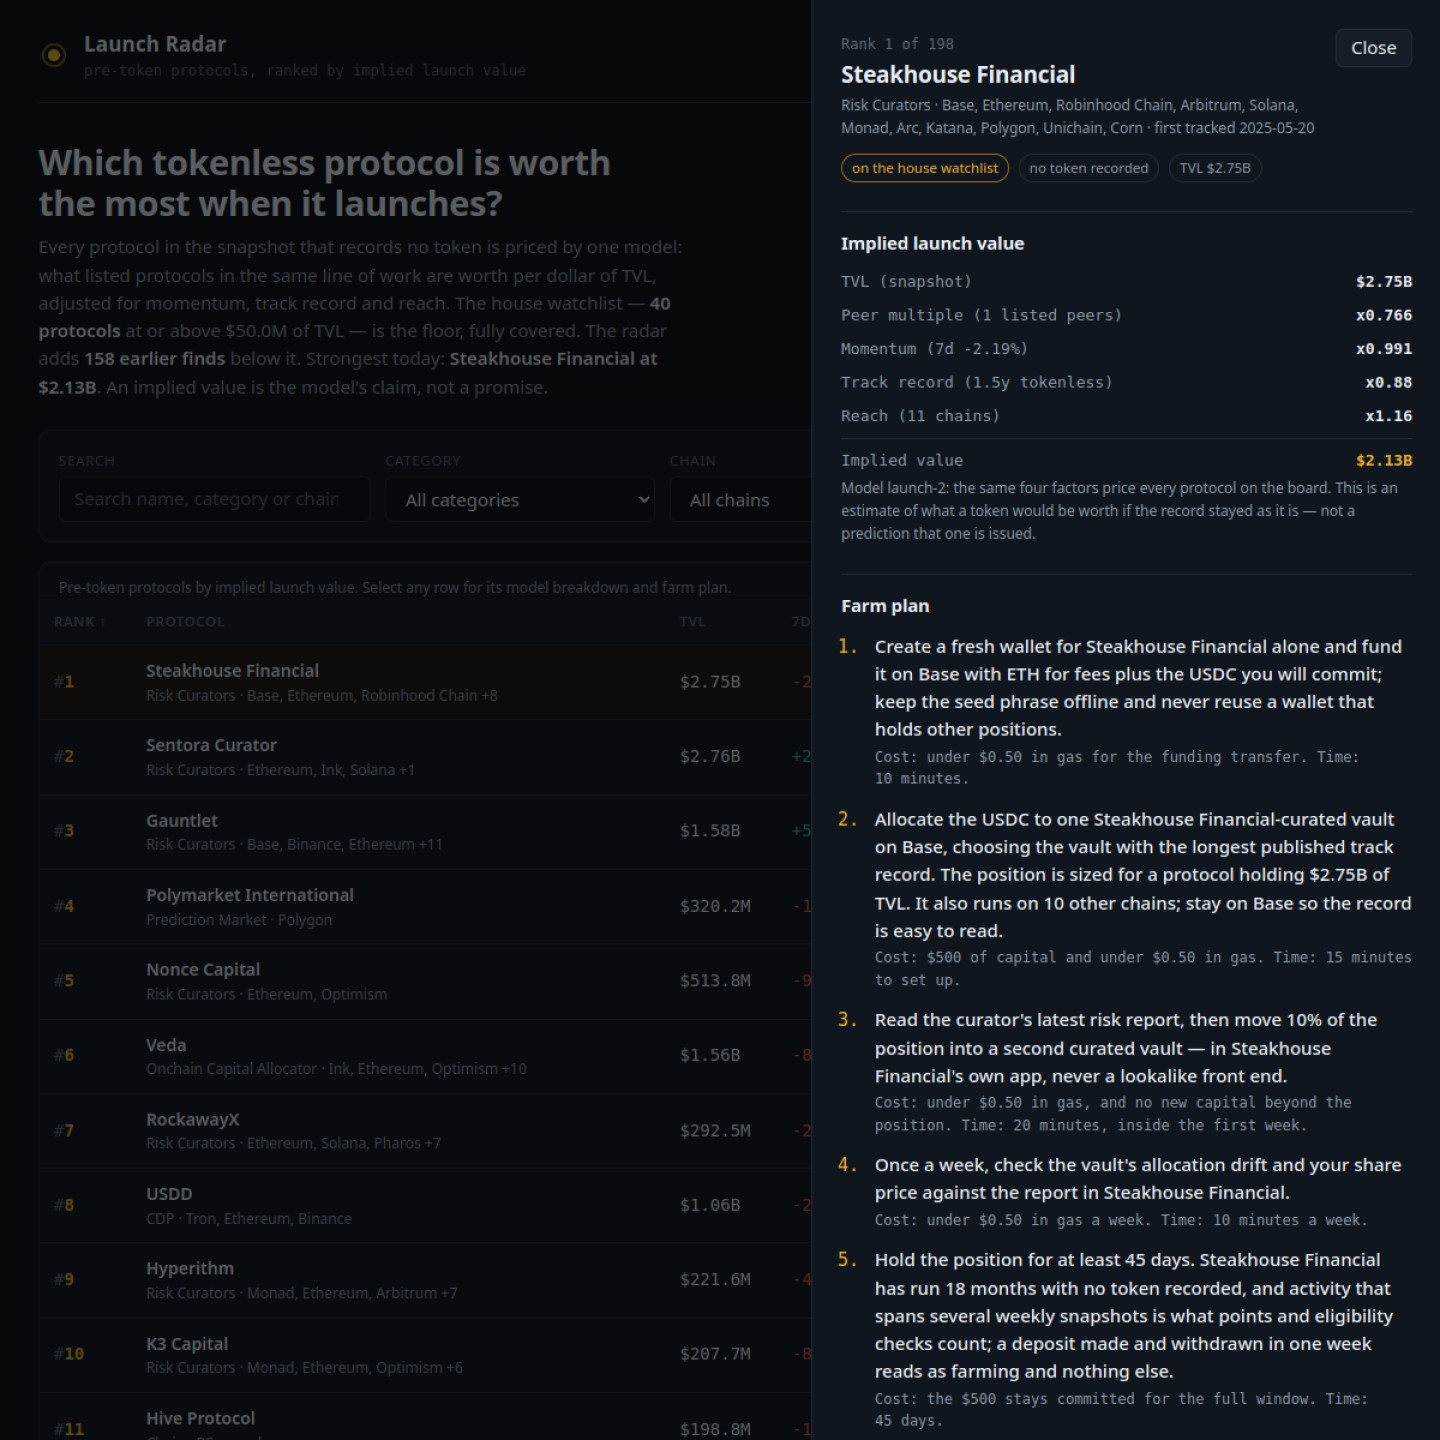 Launch Radar
pre-token protocols, ranked by implied launch value
Which tokenless protocol is worth
the most when it launches?
Every protocol in the snapshot that records no token is priced by one model:
what listed protocols in the same line of work are worth per dollar of TVL,
adjusted for momentum, track record and reach. The house watchlist — 40
protocols at or above $50.0M of TVL — is the floor, fully covered. The radar
adds 158 earlier finds below it. Strongest today: Steakhouse Financial at
$2.13B. An implied value is the model's claim, not a promise.
SEARCH CATEGORY CHAIN
Search name, category or chain All categories All chains
Pre-token protocols by implied launch value. Select any row for its model breakdown and farm plan.
RANK ↑ PROTOCOL TVL 7D
#1 Steakhouse Financial $2.75B -2
Risk Curators · Base, Ethereum, Robinhood Chain +8
#2 Sentora Curator $2.76B +2
Risk Curators · Ethereum, Ink, Solana +1
#3 Gauntlet $1.58B +5
Risk Curators · Base, Binance, Ethereum +11
#4 Polymarket International $320.2M -1
Prediction Market · Polygon
#5 Nonce Capital $513.8M -9
Risk Curators · Ethereum, Optimism
#6 Veda $1.56B -8
Onchain Capital Allocator · Ink, Ethereum, Optimism +10
#7 RockawayX $292.5M -2
Risk Curators · Ethereum, Solana, Pharos +7
#8 USDD $1.06B -2
CDP · Tron, Ethereum, Binance
#9 Hyperithm $221.6M -4
Risk Curators · Monad, Ethereum, Arbitrum +7
#10 K3 Capital $207.7M -8
Risk Curators · Monad, Ethereum, Optimism +6
#11 Hive Protocol $198.8M -1
Rank 1 of 198
Close
Steakhouse Financial
Risk Curators · Base, Ethereum, Robinhood Chain, Arbitrum, Solana,
Monad, Arc, Katana, Polygon, Unichain, Corn · first tracked 2025-05-20
on the house watchlist no token recorded TVL $2.75B
Implied launch value
TVL (snapshot) $2.75B
Peer multiple (1 listed peers) x0.766
Momentum (7d -2.19%) x0.991
Track record (1.5y tokenless) x0.88
Reach (11 chains) x1.16
Implied value $2.13B
Model launch-2: the same four factors price every protocol on the board. This is an
estimate of what a token would be worth if the record stayed as it is — not a
prediction that one is issued.
Farm plan
1. Create a fresh wallet for Steakhouse Financial alone and fund
it on Base with ETH for fees plus the USDC you will commit;
keep the seed phrase offline and never reuse a wallet that
holds other positions.
Cost: under $0.50 in gas for the funding transfer. Time:
10 minutes.
2. Allocate the USDC to one Steakhouse Financial-curated vault
on Base, choosing the vault with the longest published track
record. The position is sized for a protocol holding $2.75B of
TVL. It also runs on 10 other chains; stay on Base so the record
is easy to read.
Cost: $500 of capital and under $0.50 in gas. Time: 15 minutes
to set up.
3. Read the curator's latest risk report, then move 10% of the
position into a second curated vault — in Steakhouse
Financial's own app, never a lookalike front end.
Cost: under $0.50 in gas, and no new capital beyond the
position. Time: 20 minutes, inside the first week.
4. Once a week, check the vault's allocation drift and your share
price against the report in Steakhouse Financial.
Cost: under $0.50 in gas a week. Time: 10 minutes a week.
5. Hold the position for at least 45 days. Steakhouse Financial
has run 18 months with no token recorded, and activity that
spans several weekly snapshots is what points and eligibility
checks count; a deposit made and withdrawn in one week
reads as farming and nothing else.
Cost: the $500 stays committed for the full window. Time:
45 days.